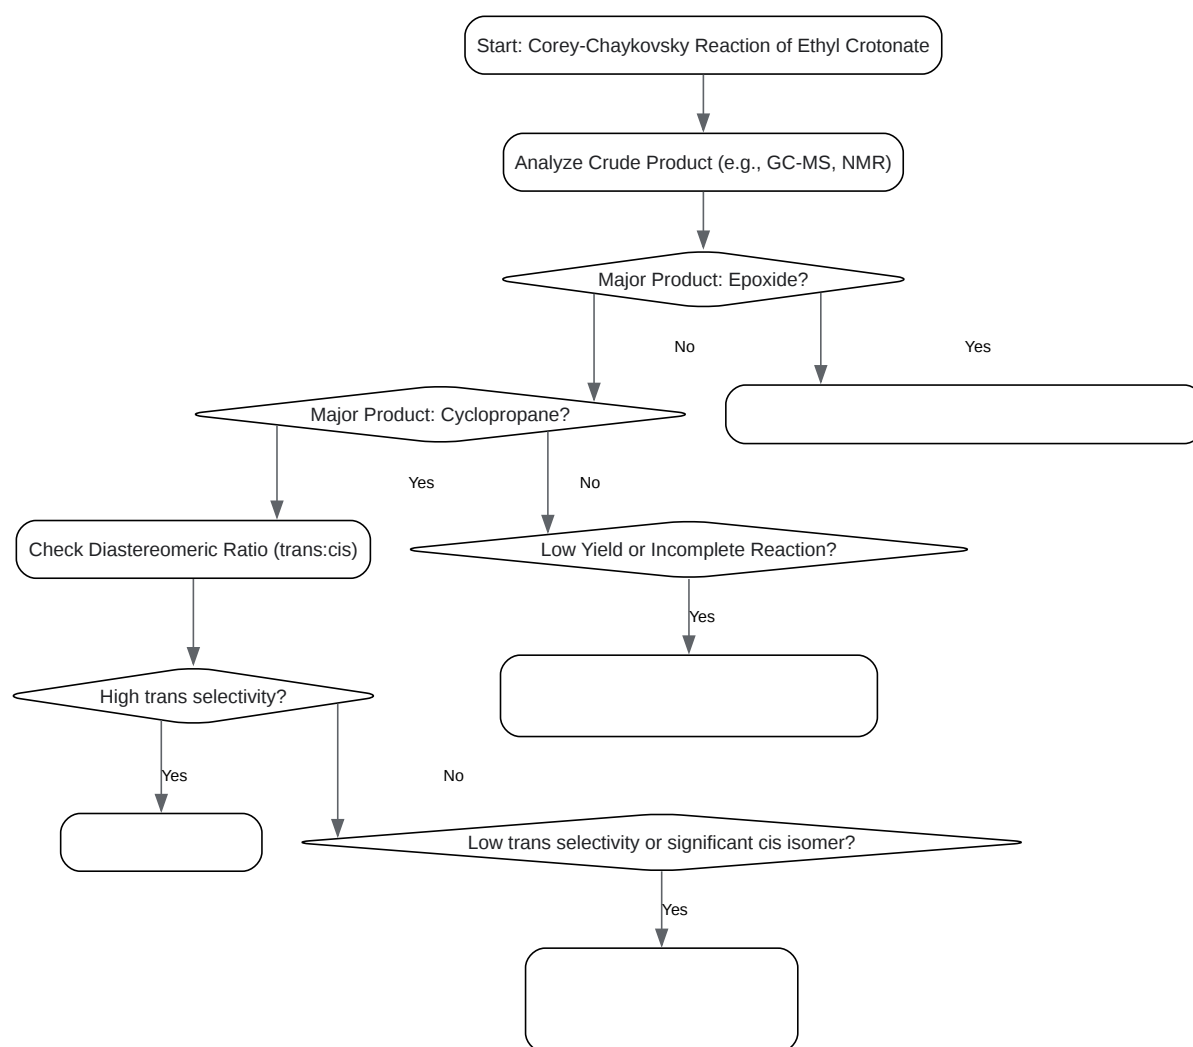 Start: Corey-Chaykovsky Reaction of Ethyl Crotonate
Analyze Crude Product (e.g., GC-MS, NMR)
Major Product: Epoxide?
No
Yes
Major Product: Cyclopropane?
Yes
No
Check Diastereomeric Ratio (trans:cis)
Low Yield or Incomplete Reaction?
Yes
High trans selectivity?
Yes
No
Low trans selectivity or significant cis isomer?
Yes